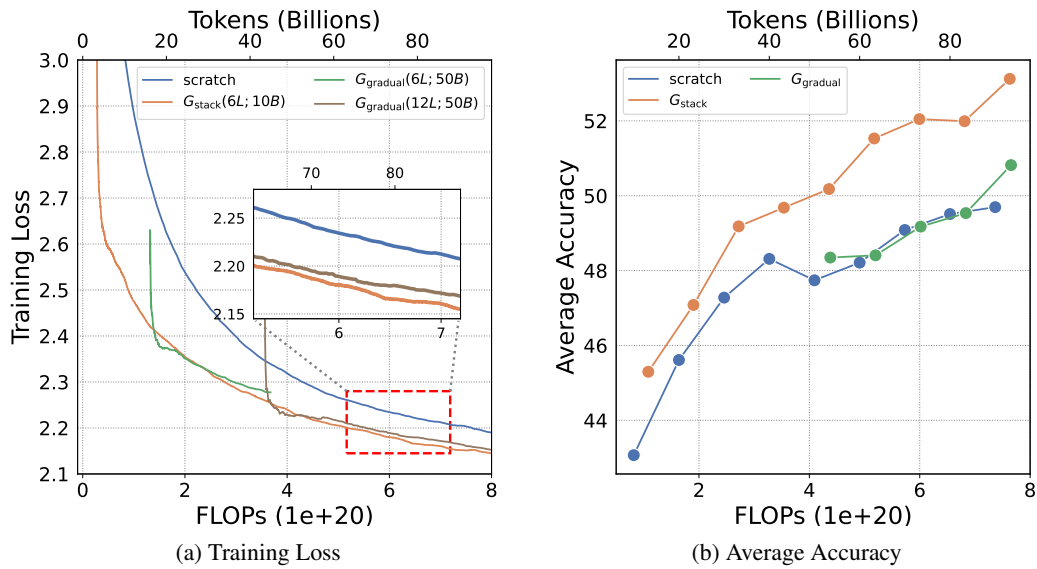 Tokens (Billions)
0 20 40 60 80
3.0
2.9
2.8
2.7
2.6
2.5
2.4
2.3
2.2
2.1
Training Loss
scratch
G_stack(6L; 10B)
G_gradual(6L; 50B)
G_gradual(12L; 50B)
70 80
2.25
2.20
2.15
6 7
0 2 4 6 8
FLOPs (1e+20)
(a) Training Loss
Tokens (Billions)
20 40 60 80
52
50
48
46
44
Average Accuracy
scratch
G_stack
G_gradual
2 4 6 8
FLOPs (1e+20)
(b) Average Accuracy